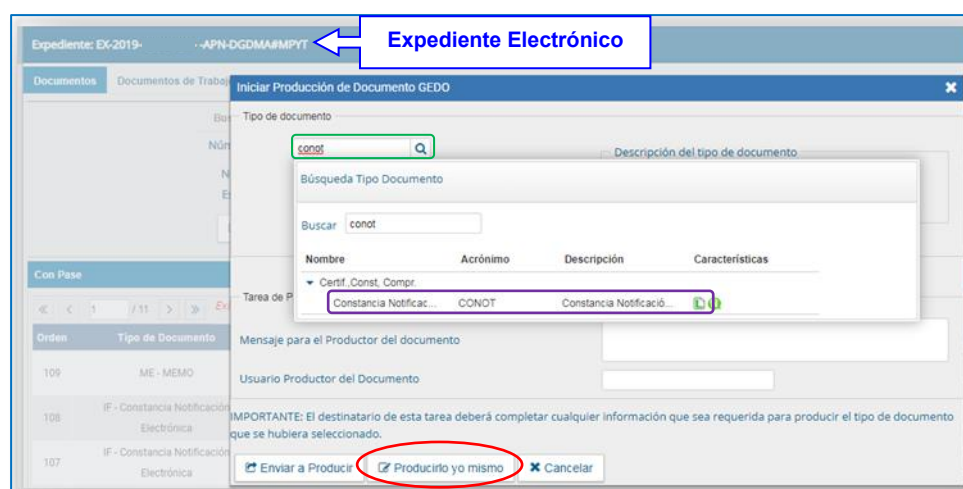 Expediente: EX-2019- - -APN-DGDMA#MPYT
Expediente Electrónico
Documentos
Documentos de Trabaj
Iniciar Producción de Documento GEDO
Tipo de documento
conot
Descripción del tipo de documento
Búsqueda Tipo Documento
Buscar conot
Nombre Acrónimo Descripción Características
Certif.,Const, Compr.
Constancia Notificac... CONOT Constancia Notificació...
Con Pase
Tarea de P
1 / 11
Orden Tipo de Documento
Mensaje para el Productor del documento
109 ME - MEMO
Usuario Productor del Documento
108 IF - Constancia Notificación
Electrónica
IMPORTANTE: El destinatario de esta tarea deberá completar cualquier información que sea requerida para producir el tipo de documento
que se hubiera seleccionado.
107 IF - Constancia Notificación
Electrónica
Enviar a Producir Producirlo yo mismo Cancelar